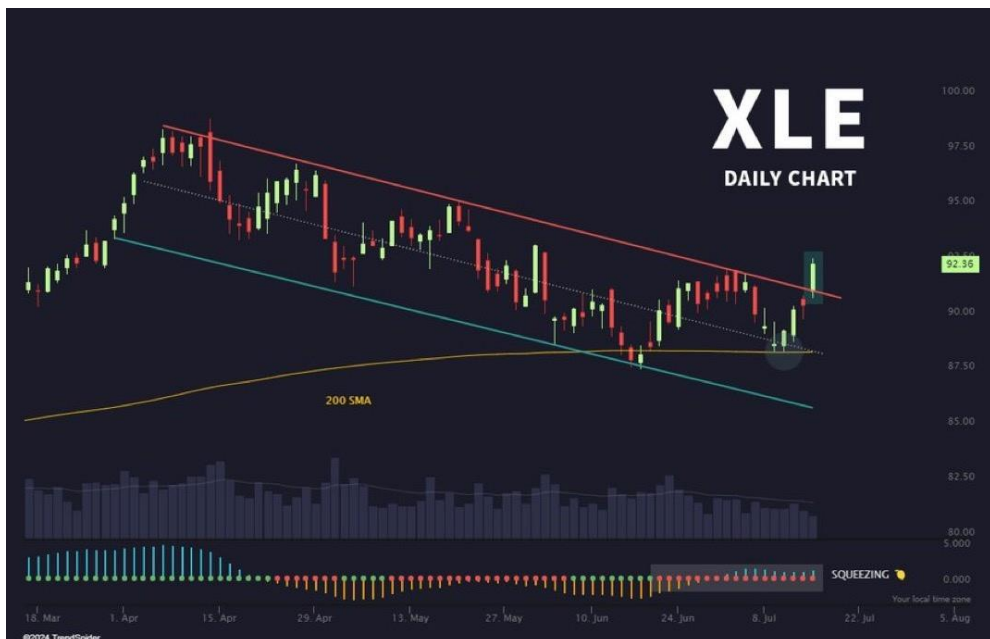 XLE
DAILY CHART
100.00
97.50
95.00
92.36
90.00
87.50
85.00
82.50
80.00
200 SMA
5.000
0.000
SQUEEZING
Your local time zone
18. Mar
1. Apr
15. Apr
29. Apr
13. May
27. May
10. Jun
24. Jun
8. Jul
22. Jul
5. Aug
©2024 TrendSpider